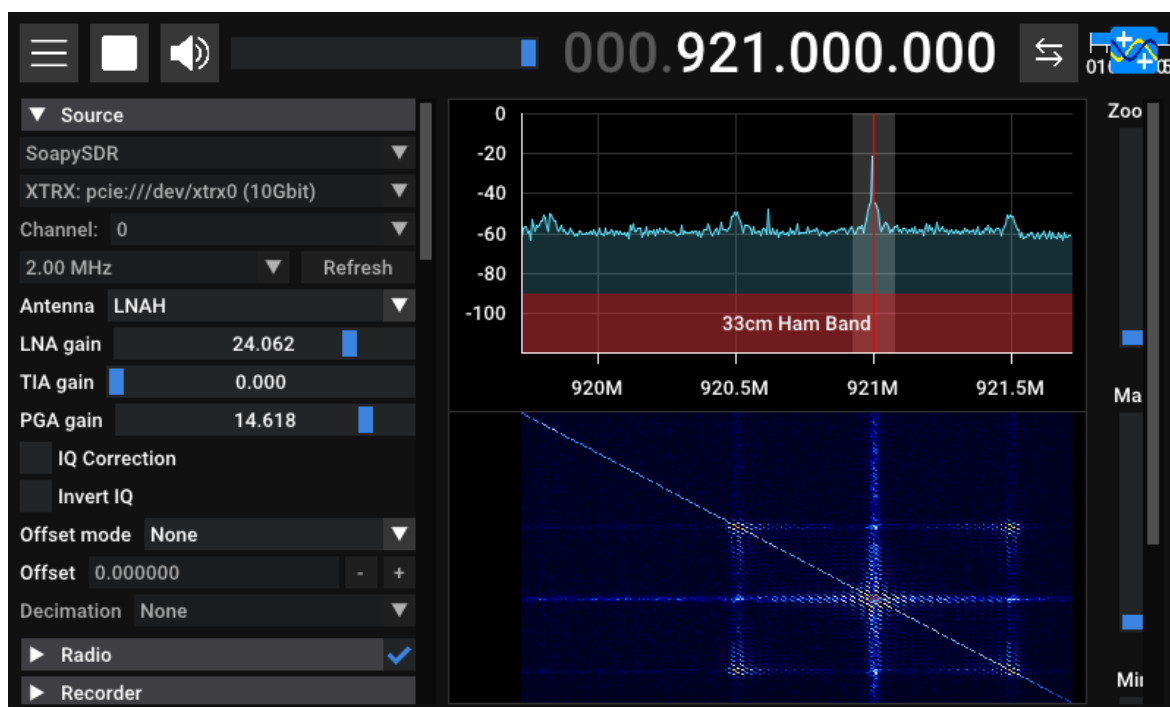 000.921.000.000
Source
SoapySDR
XTRX: pcie:///dev/xtrx0 (10Gbit)
Channel: 0
2.00 MHz Refresh
Antenna LNAH
LNA gain 24.062
TIA gain 0.000
PGA gain 14.618
IQ Correction
Invert IQ
Offset mode None
Offset 0.000000 - +
Decimation None
Radio
Recorder
0
-20
-40
-60
-80
-100
33cm Ham Band
920M 920.5M 921M 921.5M
Zoo
Ma